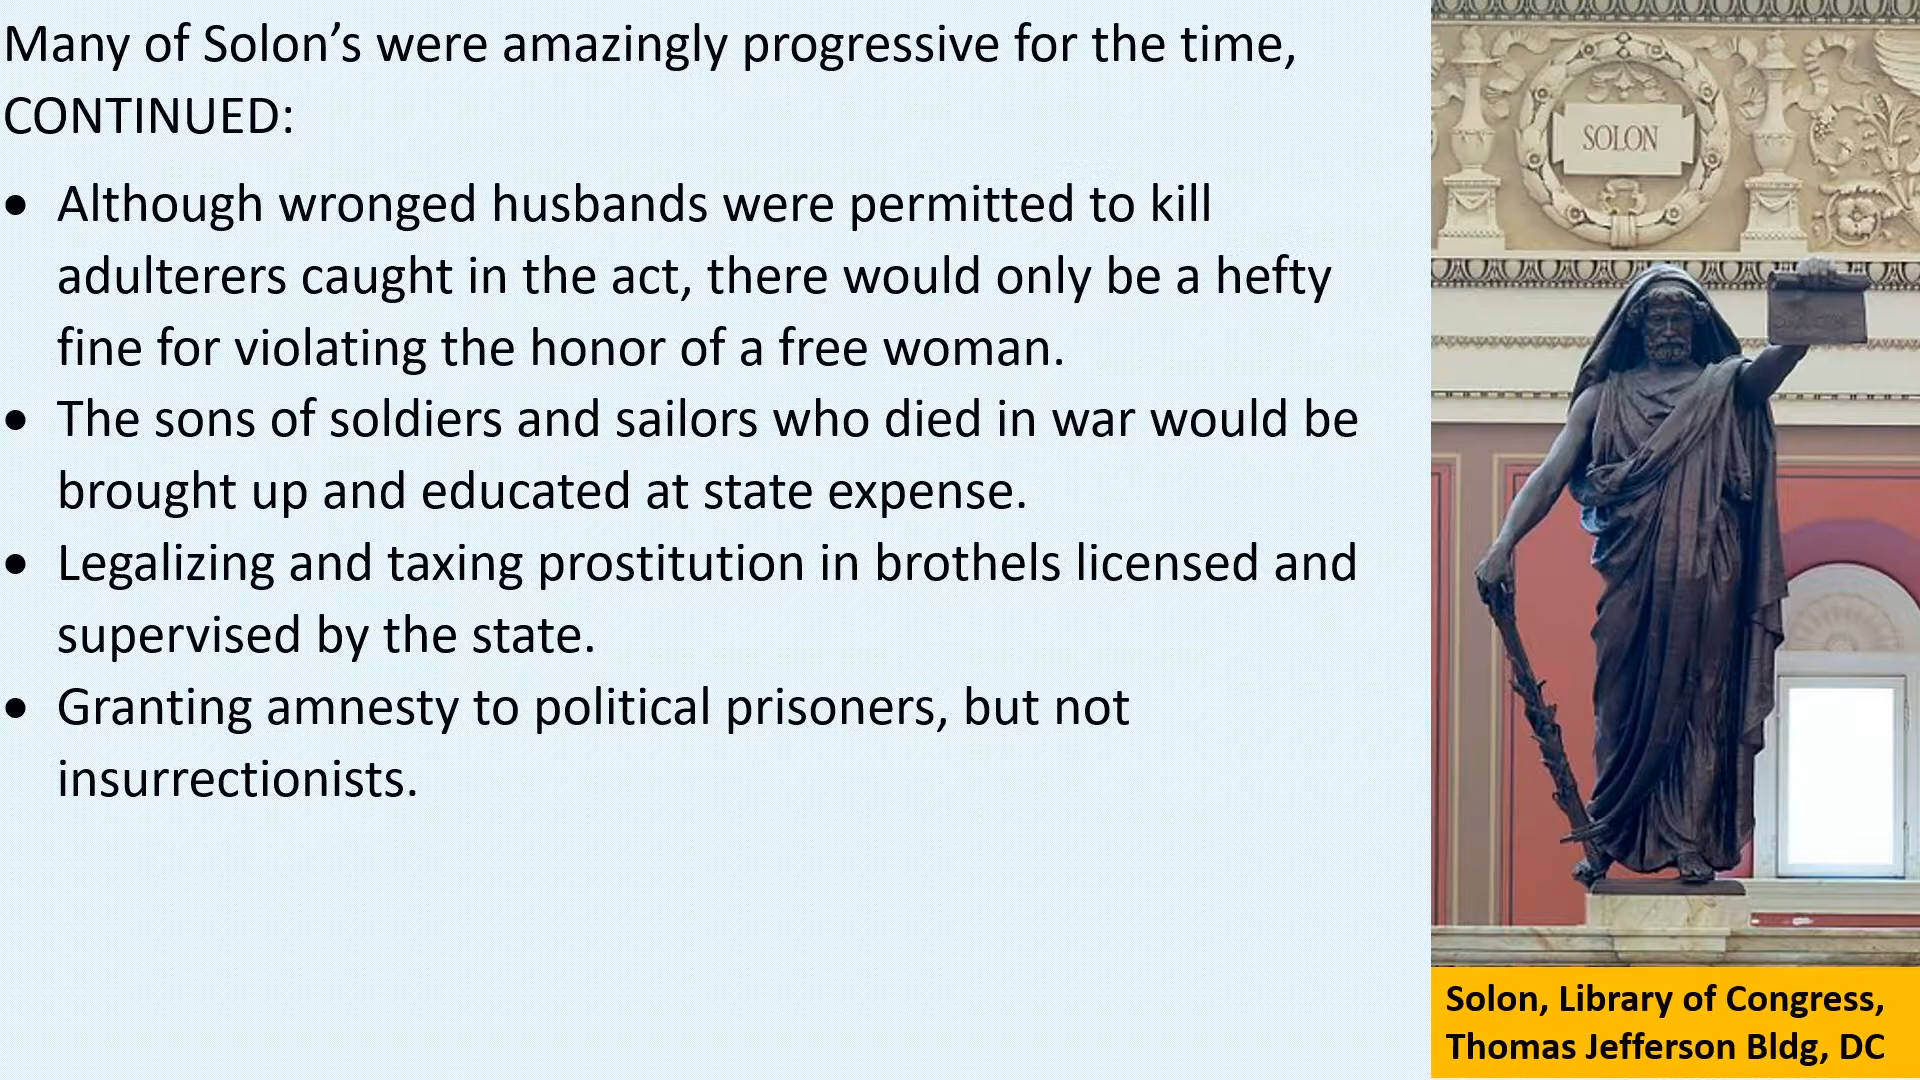 Many of Solon’s were amazingly progressive for the time,
CONTINUED:
• Although wronged husbands were permitted to kill
adulterers caught in the act, there would only be a hefty
fine for violating the honor of a free woman.
• The sons of soldiers and sailors who died in war would be
brought up and educated at state expense.
• Legalizing and taxing prostitution in brothels licensed and
supervised by the state.
• Granting amnesty to political prisoners, but not
insurrectionists.
SOLON
Solon, Library of Congress,
Thomas Jefferson Bldg, DC